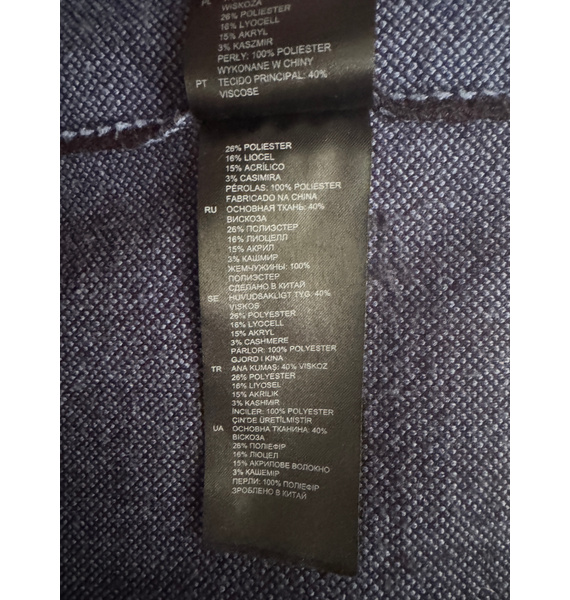 WISKOZA
26% POLIESTER
16% LYOCELL
15% AKRYL
3% KASZMIR
PERŁY: 100% POLIESTER
WYKONANE W CHINY
PT TECIDO PRINCIPAL: 40%
VISCOSE
26% POLIESTER
16% LIOCEL
15% ACRÍLICO
3% CASIMIRA
PÉROLAS: 100% POLIESTER
FABRICADO NA CHINA
RU ОСНОВНАЯ ТКАНЬ: 40%
ВИСКОЗА
26% ПОЛИЭСТЕР
16% ЛИОЦЕЛЛ
15% АКРИЛ
3% КАШМИР
ЖЕМЧУЖИНЫ: 100%
ПОЛИЭСТЕР
СДЕЛАНО В КИТАЙ
SE HUVUDSAKLIGT TYG: 40%
VISKOS
26% POLYESTER
16% LYOCELL
15% AKRYL
3% CASHMERE
PÄRLOR: 100% POLYESTER
GJORD I KINA
TR ANA KUMAŞ: 40% VISKOZ
26% POLYESTER
16% LIYOSEL
15% AKRILIK
3% KASHMIR
İNCİLER: 100% POLYESTER
ÇIN'DE ÜRETİLMİŞTİR
UA ОСНОВНА ТКАНИНА: 40%
ВІСКОЗА
26% ПОЛІЕФІР
16% ЛІОЦЕЛ
15% АКРИЛОВЕ ВОЛОКНО
3% КАШЕМІР
ПЕРЛИ: 100% ПОЛІЕФІР
ЗРОБЛЕНО В КИТАЙ